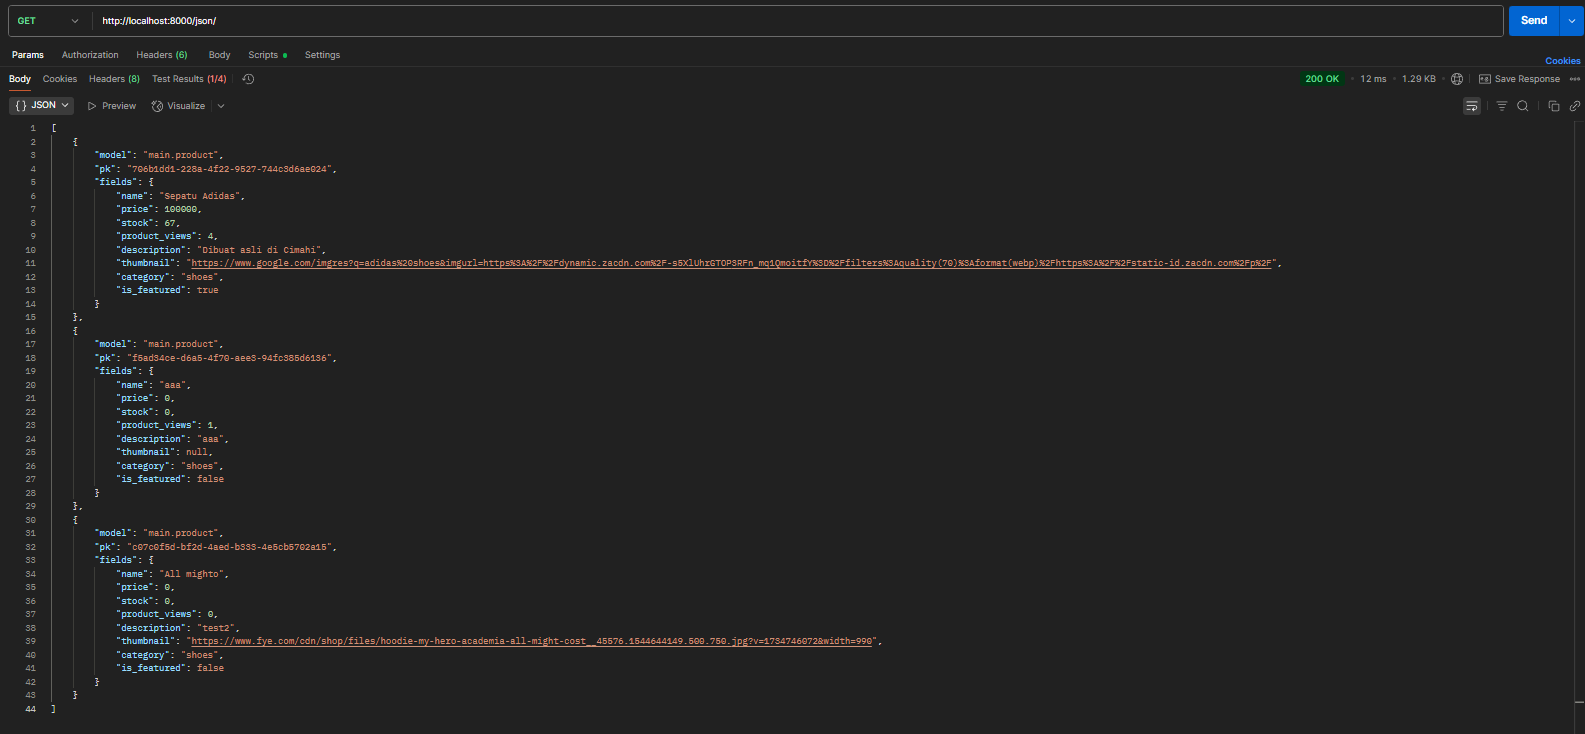 GET http://localhost:8000/json/ Send
Params Authorization Headers (6) Body Scripts Settings
Cookies
Body Cookies Headers (8) Test Results (1/4) 200 OK 12 ms 1.29 KB Save Response
{} JSON Preview Visualize
1 [
2 {
3 "model": "main.product",
4 "pk": "706b1dd1-228a-4f22-9527-744c3d6ae024",
5 "fields": {
6 "name": "Sepatu Adidas",
7 "price": 100000,
8 "stock": 67,
9 "product_views": 4,
10 "description": "Dibuat asli di Cimahi",
11 "thumbnail": "https://www.google.com/imgres?q=adidas%20shoes&imgurl=https%3A%2F%2Fdynamic.zacdn.com%2F-s5XlUhrGTOPSRFn_mq1QmoitfY%3D%2Ffilters%3Aquality(70)%3Aformat(webp)%2Fhttps%3A%2F%2Fstatic-id.zacdn.com%2Fp%2F",
12 "category": "shoes",
13 "is_featured": true
14 }
15 },
16 {
17 "model": "main.product",
18 "pk": "f5ad34ce-d6a5-4f70-aee3-94fc385d6136",
19 "fields": {
20 "name": "aaa",
21 "price": 0,
22 "stock": 0,
23 "product_views": 1,
24 "description": "aaa",
25 "thumbnail": null,
26 "category": "shoes",
27 "is_featured": false
28 }
29 },
30 {
31 "model": "main.product",
32 "pk": "c07c0f5d-bf2d-4aed-b333-4e5cb5702a15",
33 "fields": {
34 "name": "All mighto",
35 "price": 0,
36 "stock": 0,
37 "product_views": 0,
38 "description": "test2",
39 "thumbnail": "https://www.fye.com/cdn/shop/files/hoodie-my-hero-academia-all-might-cost__45576.1544644149.500.750.jpg?v=1734746072&width=990",
40 "category": "shoes",
41 "is_featured": false
42 }
43 }
44 ]